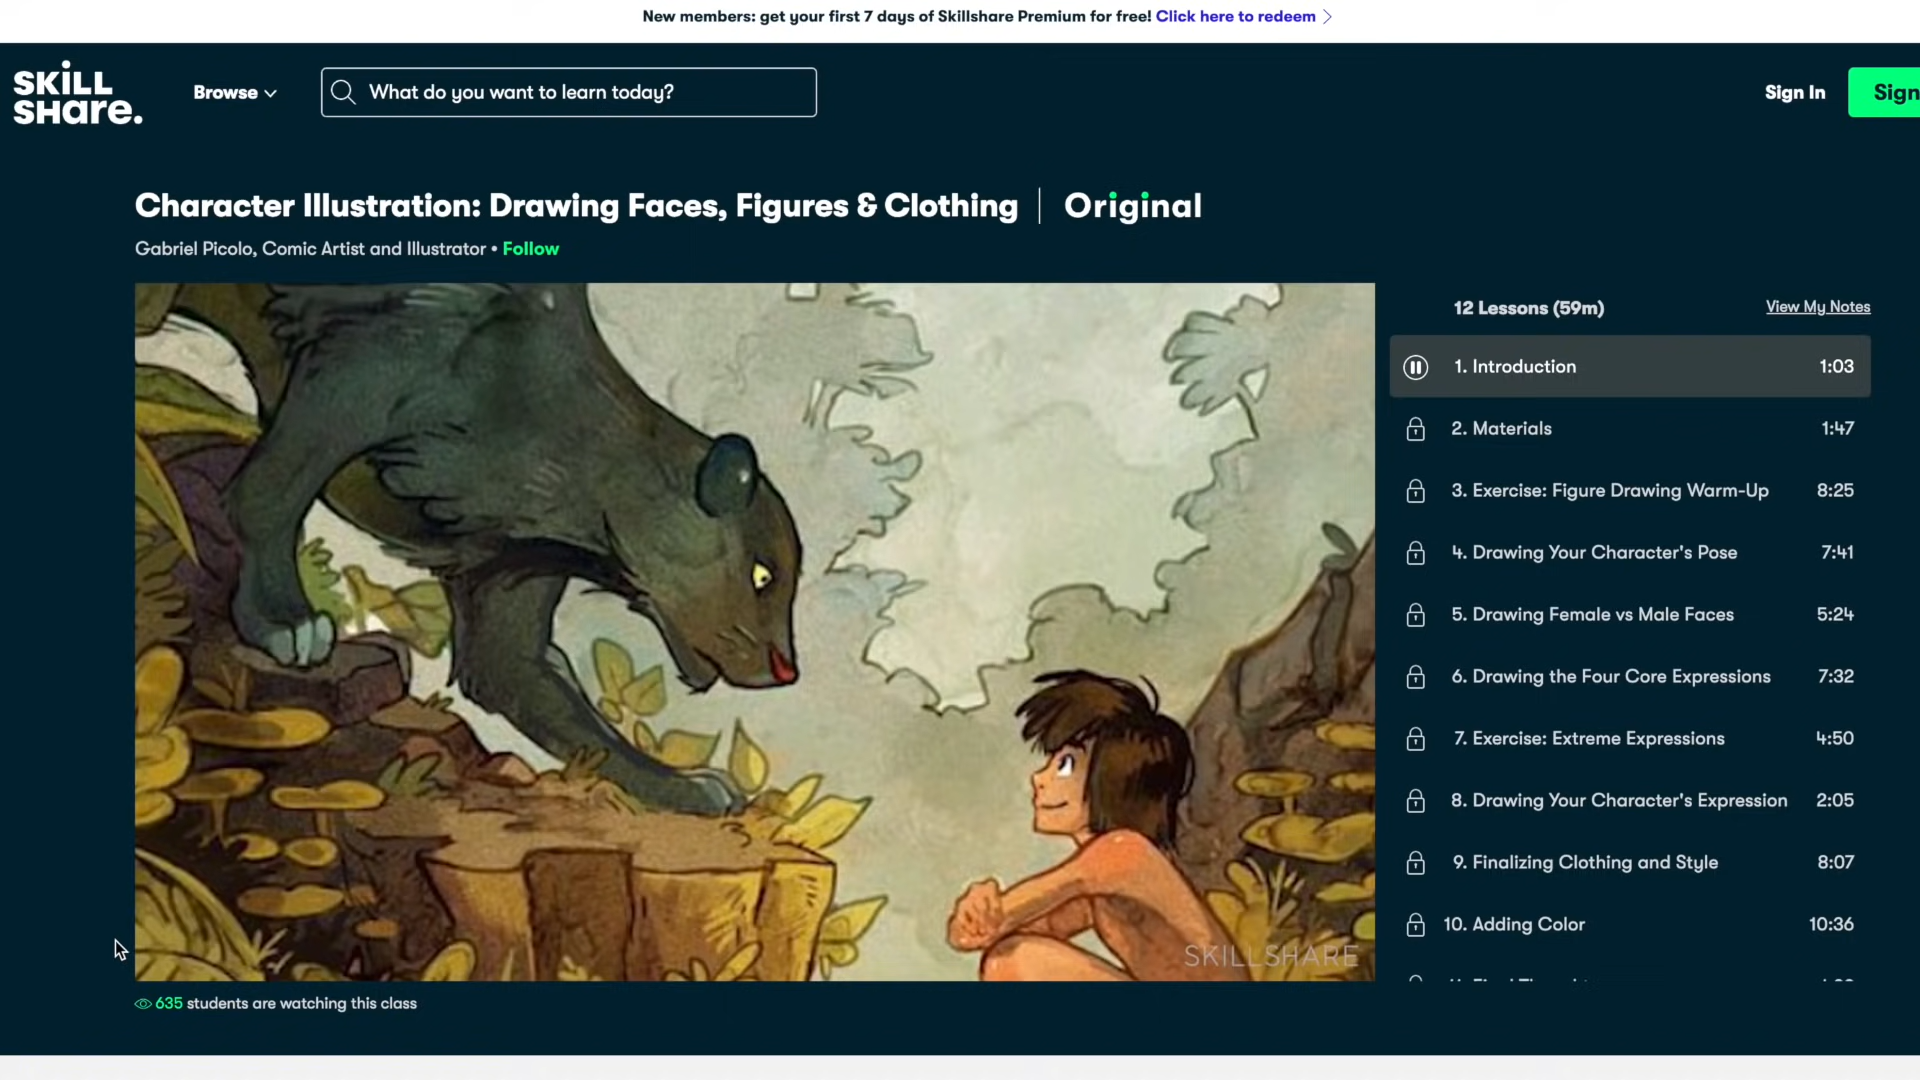 New members: get your first 7 days of Skillshare Premium for free! Click here to redeem
SKiLL
SHare.
Browse
What do you want to learn today?
Sign In
Sign
Character Illustration: Drawing Faces, Figures & Clothing | Original
Gabriel Picolo, Comic Artist and Illustrator • Follow
12 Lessons (59m)
View My Notes
1. Introduction 1:03
2. Materials 1:47
3. Exercise: Figure Drawing Warm-Up 8:25
4. Drawing Your Character's Pose 7:41
5. Drawing Female vs Male Faces 5:24
6. Drawing the Four Core Expressions 7:32
7. Exercise: Extreme Expressions 4:50
8. Drawing Your Character's Expression 2:05
9. Finalizing Clothing and Style 8:07
10. Adding Color 10:36
SKILLSHARE
635 students are watching this class